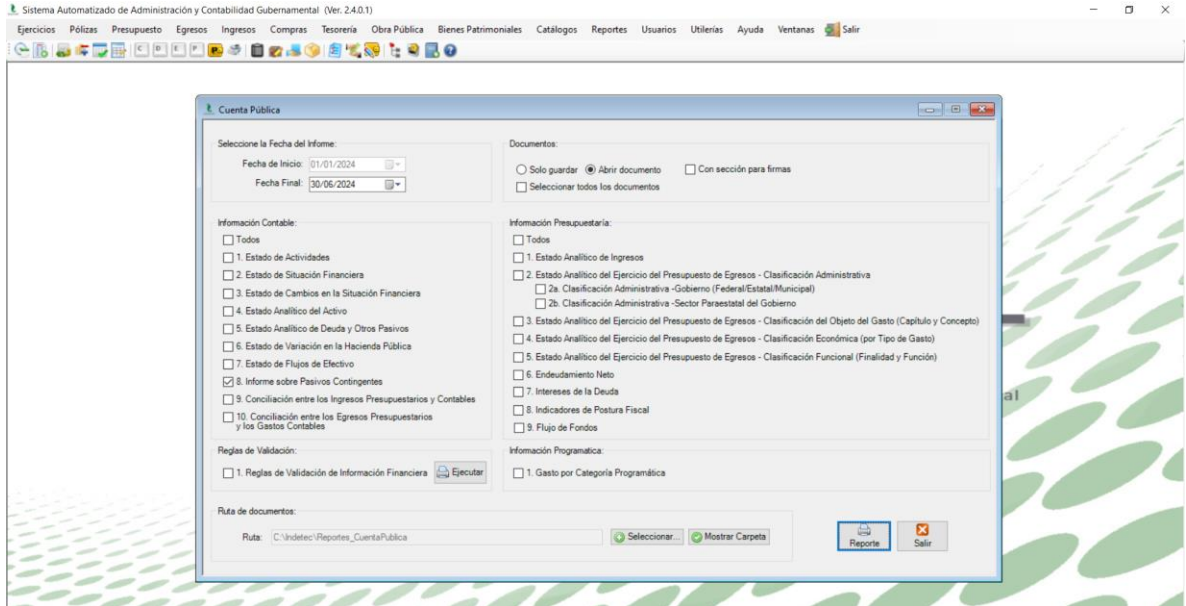 Sistema Automatizado de Administración y Contabilidad Gubernamental (Ver. 2.4.0.1)
Ejercicios Pólizas Presupuesto Egresos Ingresos Compras Tesorería Obra Pública Bienes Patrimoniales Catálogos Reportes Usuarios Utilerías Ayuda Ventanas Salir
C D E P P
Cuenta Pública
Seleccione la Fecha del Informe:
Fecha de Inicio: 01/01/2024
Fecha Final: 30/06/2024
Documentos:
Solo guardar Abrir documento Con sección para firmas
Seleccionar todos los documentos
Información Contable:
Todos
1. Estado de Actividades
2. Estado de Situación Financiera
3. Estado de Cambios en la Situación Financiera
4. Estado Analítico del Activo
5. Estado Analítico de Deuda y Otros Pasivos
6. Estado de Variación en la Hacienda Pública
7. Estado de Flujos de Efectivo
8. Informe sobre Pasivos Contingentes
9. Conciliación entre los Ingresos Presupuestarios y Contables
10. Conciliación entre los Egresos Presupuestarios
y los Gastos Contables
Información Presupuestaría:
Todos
1. Estado Analítico de Ingresos
2. Estado Analítico del Ejercicio del Presupuesto de Egresos - Clasificación Administrativa
2a. Clasificación Administrativa -Gobierno (Federal/Estatal/Municipal)
2b. Clasificación Administrativa -Sector Paraestatal del Gobierno
3. Estado Analítico del Ejercicio del Presupuesto de Egresos - Clasificación del Objeto del Gasto (Capítulo y Concepto)
4. Estado Analítico del Ejercicio del Presupuesto de Egresos - Clasificación Económica (por Tipo de Gasto)
5. Estado Analítico del Ejercicio del Presupuesto de Egresos - Clasificación Funcional (Finalidad y Función)
6. Endeudamiento Neto
7. Intereses de la Deuda
8. Indicadores de Postura Fiscal
9. Flujo de Fondos
al
Reglas de Validación:
1. Reglas de Validación de Información Financiera Ejecutar
Información Programatica:
1. Gasto por Categoría Programática
Ruta de documentos:
Ruta: C:\Indetec\Reportes_CuentaPublica Seleccionar... Mostrar Carpeta
Reporte Salir